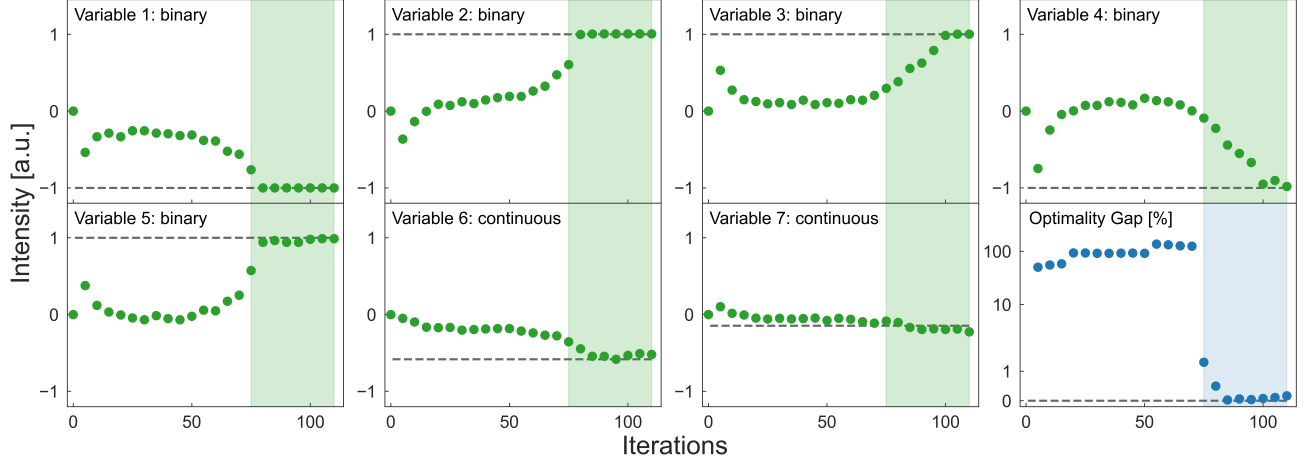 Variable 1: binary
Variable 2: binary
Variable 3: binary
Variable 4: binary
1
0
−1
1
0
−1
1
0
−1
1
0
−1
Variable 5: binary
Variable 6: continuous
Variable 7: continuous
Optimality Gap [%]
1
0
−1
1
0
−1
1
0
−1
100
10
1
0
0 50 100
0 50 100
0 50 100
0 50 100
Intensity [a.u.]
Iterations